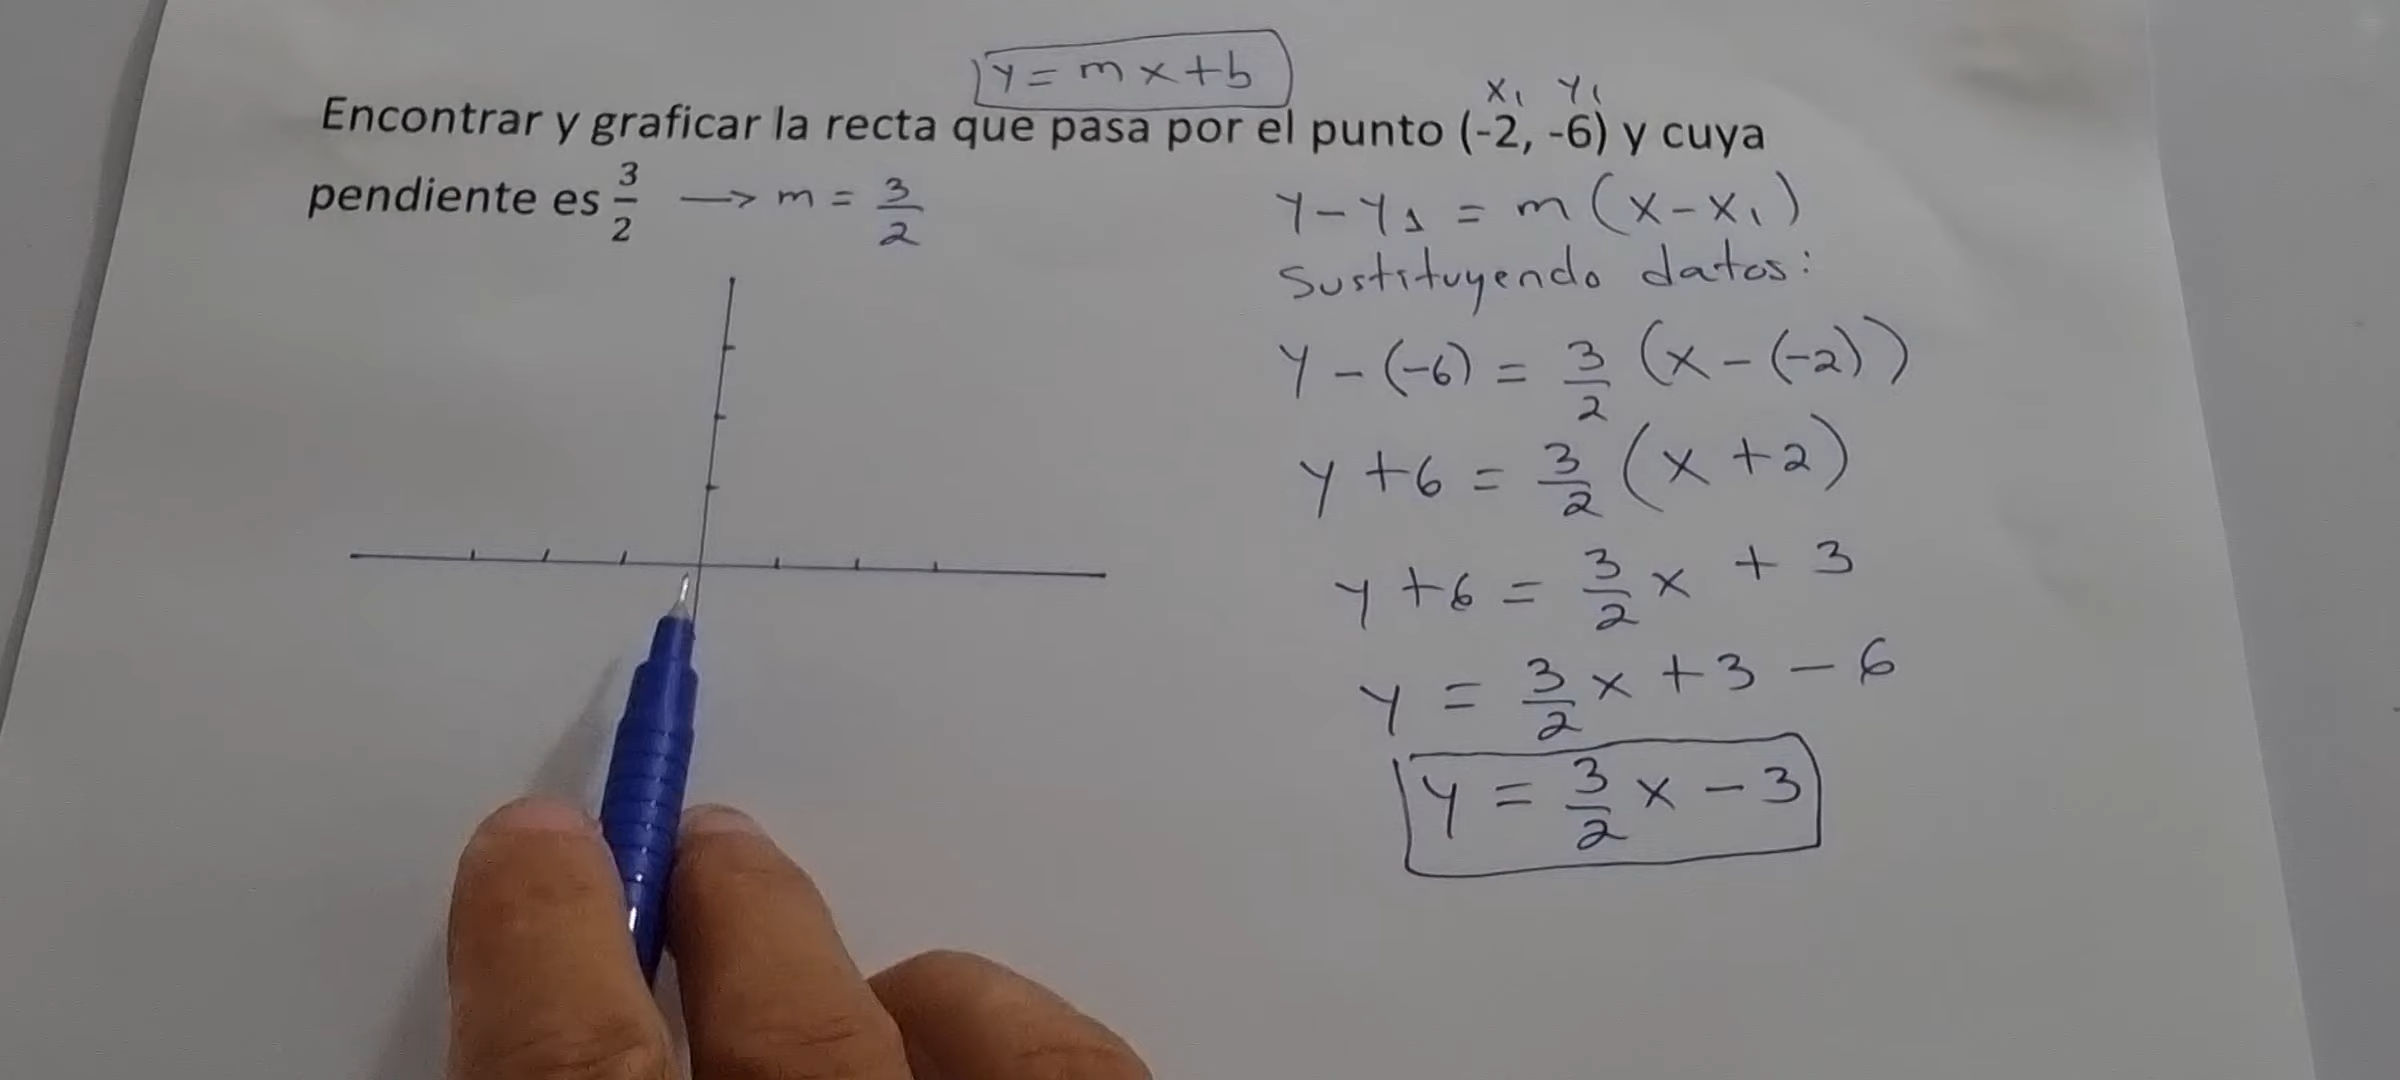 y = mx+b
x₁ y₁
Encontrar y graficar la recta que pasa por el punto (-2, -6) y cuya
pendiente es 3/2 → m = 3/2
y-y₁ = m(x-x₁)
Sustituyendo datos:
y-(-6) = 3/2 (x-(-2))
y+6 = 3/2 (x+2)
y+6 = 3/2 x + 3
y = 3/2 x + 3 - 6
y = 3/2 x - 3